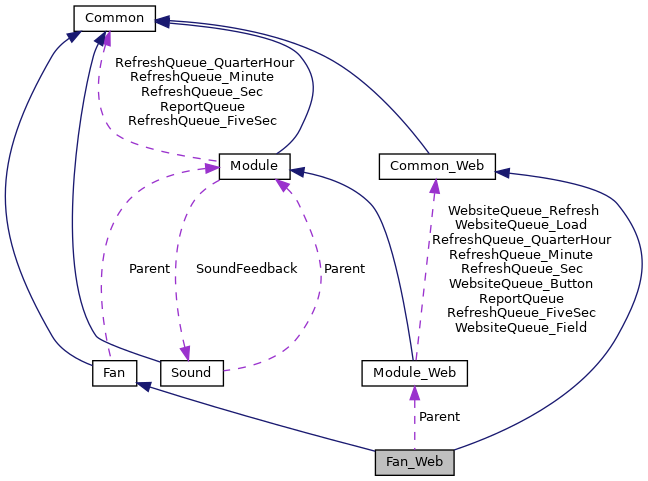 Common
RefreshQueue_QuarterHour
RefreshQueue_Minute
RefreshQueue_Sec
ReportQueue
RefreshQueue_FiveSec
Module
Common_Web
WebsiteQueue_Refresh
WebsiteQueue_Load
RefreshQueue_QuarterHour
RefreshQueue_Minute
RefreshQueue_Sec
WebsiteQueue_Button
ReportQueue
RefreshQueue_FiveSec
WebsiteQueue_Field
Parent
SoundFeedback
Parent
Fan
Sound
Module_Web
Parent
Fan_Web